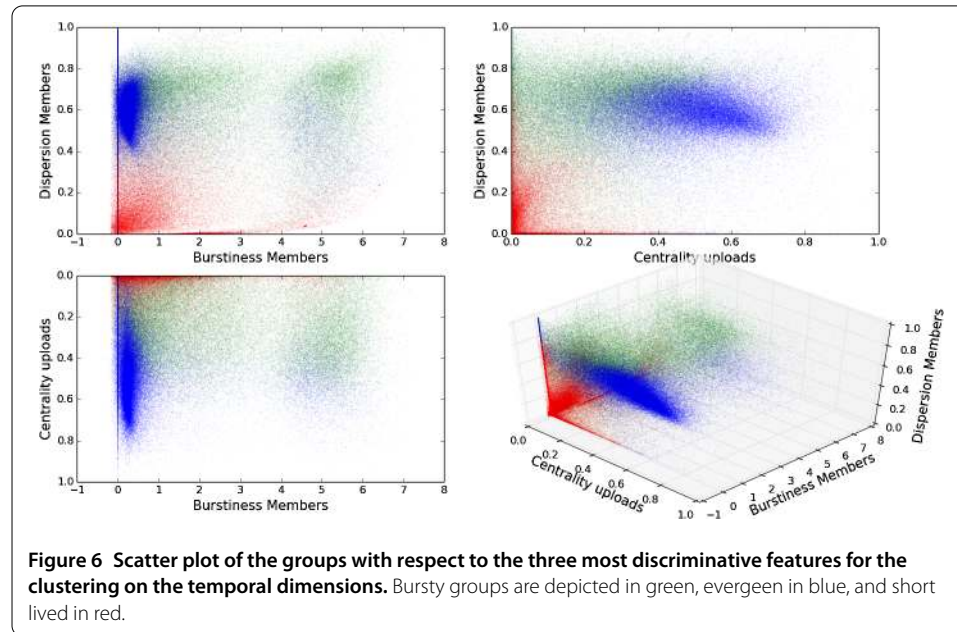 1.0
0.8
0.6
0.4
0.2
0.0
Dispersion Members
−1 0 1 2 3 4 5 6 7 8
Burstiness Members
1.0
0.8
0.6
0.4
0.2
0.0
Dispersion Members
0.0 0.2 0.4 0.6 0.8 1.0
Centrality uploads
0.0
0.2
0.4
0.6
0.8
1.0
Centrality uploads
−1 0 1 2 3 4 5 6 7 8
Burstiness Members
1.0
0.8
0.6
0.4
0.2
0.0
Dispersion Members
0.0 0.2 0.4 0.6 0.8 1.0
Centrality uploads
−1 0 1 2 3 4 5 6 7 8
Burstiness Members
Figure 6 Scatter plot of the groups with respect to the three most discriminative features for the
clustering on the temporal dimensions. Bursty groups are depicted in green, evergeen in blue, and short
lived in red.